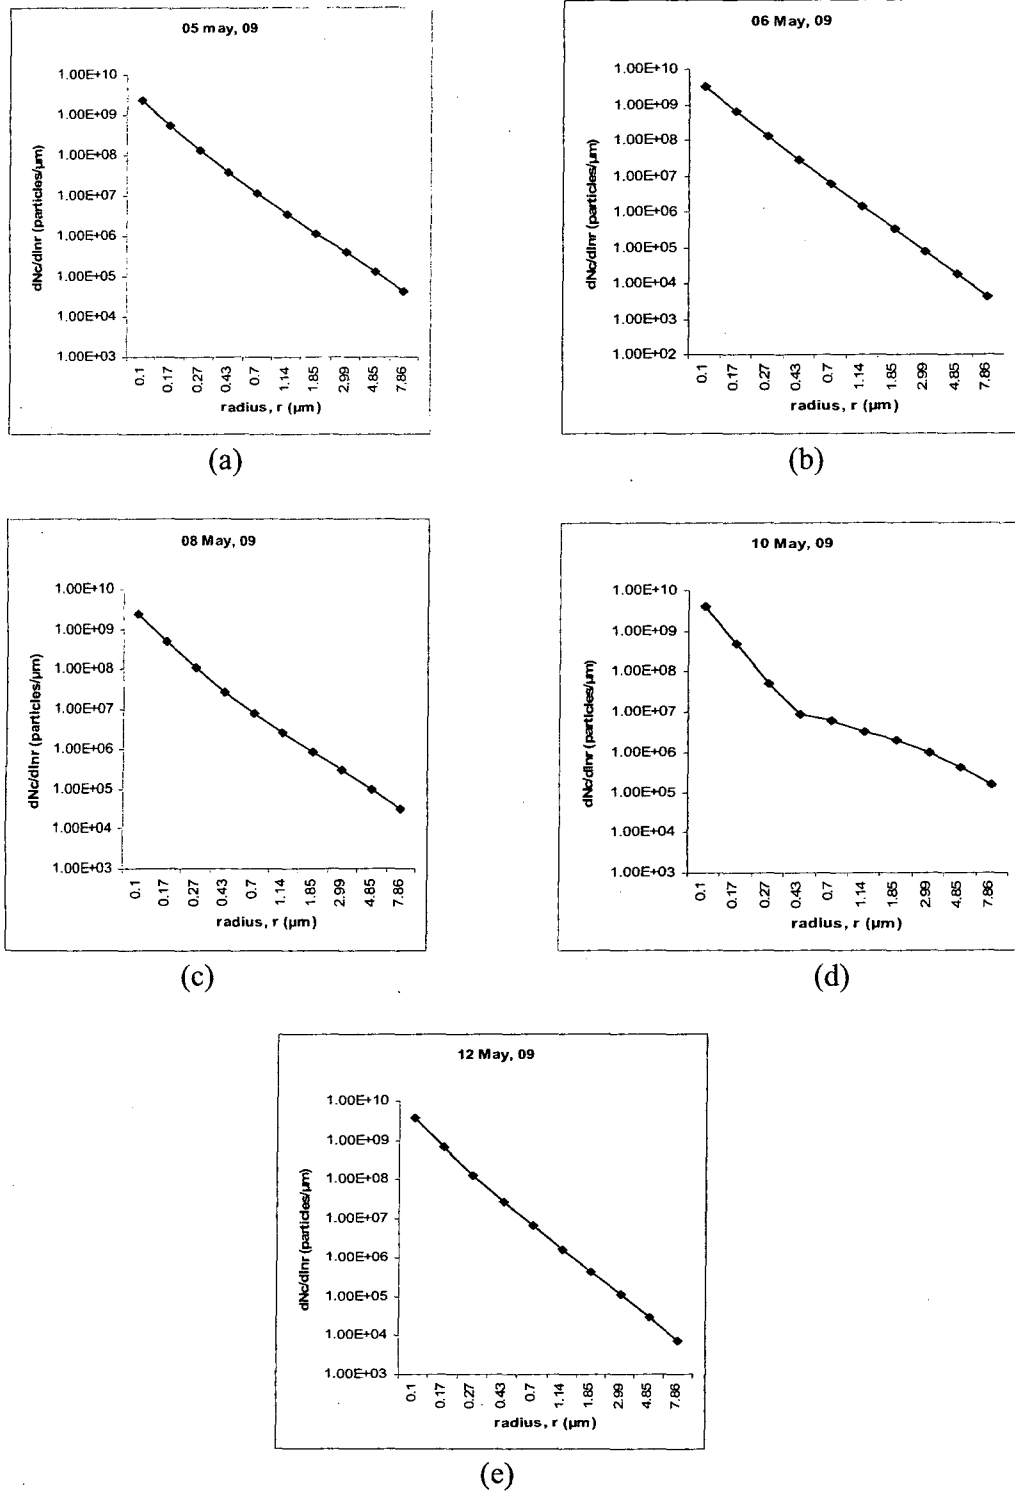 05 may, 09
dNc/dlnr (particles/µm)
1.00E+10
1.00E+09
1.00E+08
1.00E+07
1.00E+06
1.00E+05
1.00E+04
1.00E+03
0.1 0.17 0.27 0.43 0.7 1.14 1.85 2.99 4.85 7.86
radius, r (µm)
(a)
06 May, 09
dNc/dlnr (particles/µm)
1.00E+10
1.00E+09
1.00E+08
1.00E+07
1.00E+06
1.00E+05
1.00E+04
1.00E+03
1.00E+02
0.1 0.17 0.27 0.43 0.7 1.14 1.85 2.99 4.85 7.86
radius, r (µm)
(b)
08 May, 09
dNc/dlnr (particles/µm)
1.00E+10
1.00E+09
1.00E+08
1.00E+07
1.00E+06
1.00E+05
1.00E+04
1.00E+03
0.1 0.17 0.27 0.43 0.7 1.14 1.85 2.99 4.85 7.86
radius, r (µm)
(c)
10 May, 09
dNc/dlnr (particles/µm)
1.00E+10
1.00E+09
1.00E+08
1.00E+07
1.00E+06
1.00E+05
1.00E+04
1.00E+03
0.1 0.17 0.27 0.43 0.7 1.14 1.85 2.99 4.85 7.86
radius, r (µm)
(d)
12 May, 09
dNc/dlnr (particles/µm)
1.00E+10
1.00E+09
1.00E+08
1.00E+07
1.00E+06
1.00E+05
1.00E+04
1.00E+03
0.1 0.17 0.27 0.43 0.7 1.14 1.85 2.99 4.85 7.86
radius, r (µm)
(e)